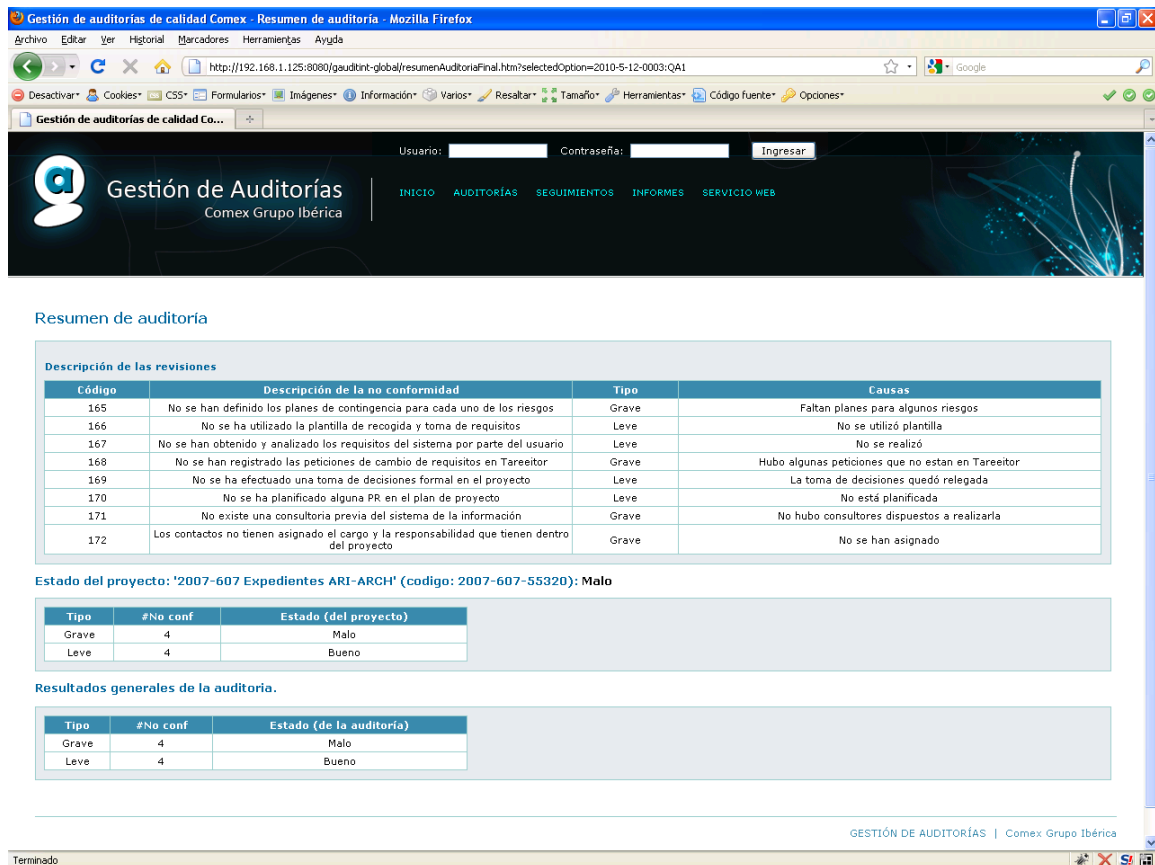 Gestión de auditorías de calidad Comex - Resumen de auditoría - Mozilla Firefox
Archivo Editar Ver Historial Marcadores Herramientas Ayuda
http://192.168.1.125:8080/gauditint-global/resumenAuditoriaFinal.htm?selectedOption=2010-5-12-0003:QA1 Google
Desactivar Cookies CSS Formularios Imágenes Información Varios Resaltar Tamaño Herramientas Código fuente Opciones
Gestión de auditorías de calidad Co...
Usuario: Contraseña: Ingresar
Gestión de Auditorías
Comex Grupo Ibérica
INICIO AUDITORÍAS SEGUIMIENTOS INFORMES SERVICIO WEB
Resumen de auditoría
Descripción de las revisiones
Código Descripción de la no conformidad Tipo Causas
165 No se han definido los planes de contingencia para cada uno de los riesgos Grave Faltan planes para algunos riesgos
166 No se ha utilizado la plantilla de recogida y toma de requisitos Leve No se utilizó plantilla
167 No se han obtenido y analizado los requisitos del sistema por parte del usuario Leve No se realizó
168 No se han registrado las peticiones de cambio de requisitos en Tareeitor Grave Hubo algunas peticiones que no estan en Tareeitor
169 No se ha efectuado una toma de decisiones formal en el proyecto Leve La toma de decisiones quedó relegada
170 No se ha planificado alguna PR en el plan de proyecto Leve No está planificada
171 No existe una consultoria previa del sistema de la información Grave No hubo consultores dispuestos a realizarla
172 Los contactos no tienen asignado el cargo y la responsabilidad que tienen dentro del proyecto Grave No se han asignado
Estado del proyecto: '2007-607 Expedientes ARI-ARCH' (codigo: 2007-607-55320): Malo
Tipo #No conf Estado (del proyecto)
Grave 4 Malo
Leve 4 Bueno
Resultados generales de la auditoria.
Tipo #No conf Estado (de la auditoría)
Grave 4 Malo
Leve 4 Bueno
GESTIÓN DE AUDITORÍAS | Comex Grupo Ibérica
Terminado